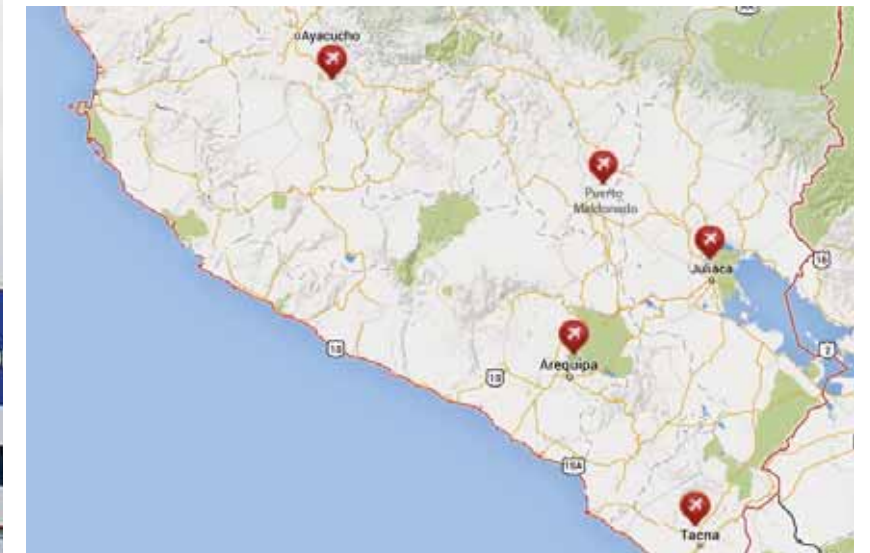 Ayacucho
Puerto
Maldonado
Juliaca
16
1S
Arequipa
1S
2
1SA
Tacna